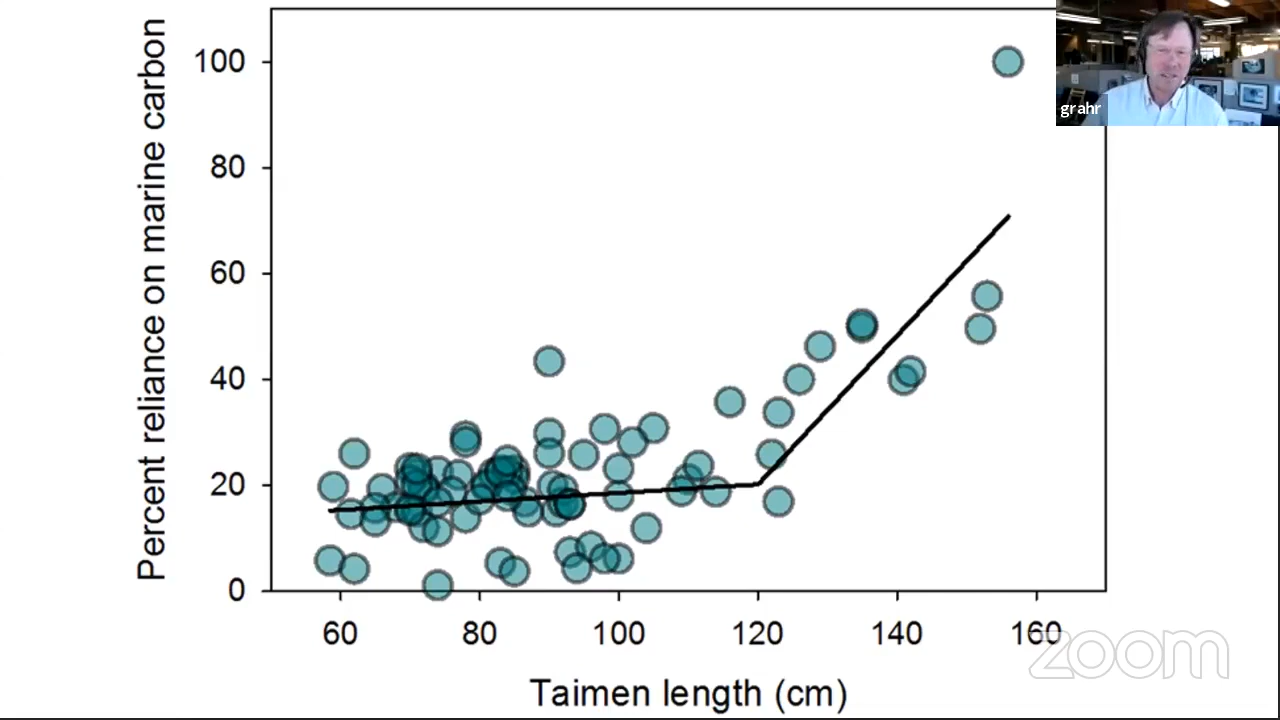 Percent reliance on marine carbon
100
80
60
40
20
0
60 80 100 120 140 160
Taimen length (cm)
grahr
zoom